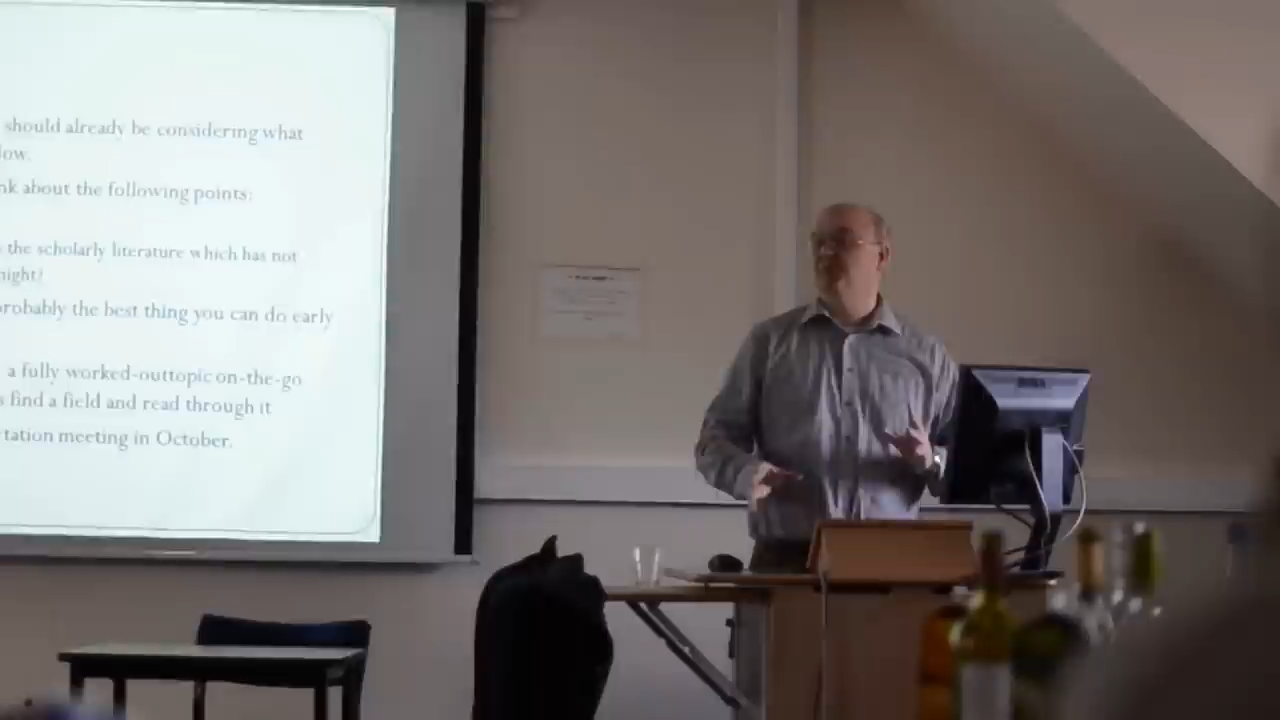 should already be considering what
low.
nk about the following points:
the scholarly literature which has not
night?
probably the best thing you can do early
a fully worked-outtopic on-the-go
s find a field and read through it
tation meeting in October.